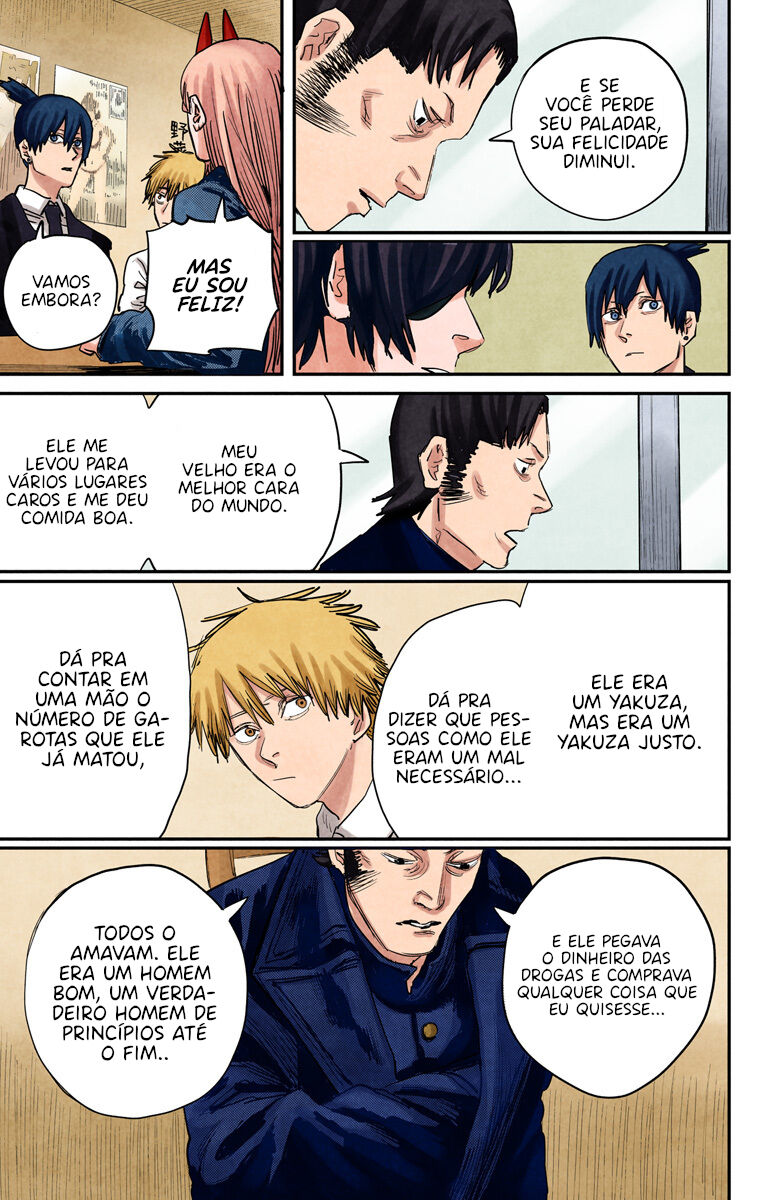 E SE
VOCÊ PERDE
SEU PALADAR,
SUA FELICIDADE
DIMINUI.
MAS
EU SOU
FELIZ!
VAMOS
EMBORA?
野菜
MEU
VELHO ERA O
MELHOR CARA
DO MUNDO.
ELE ME
LEVOU PARA
VÁRIOS LUGARES
CAROS E ME DEU
COMIDA BOA.
ELE ERA
UM YAKUZA,
MAS ERA UM
YAKUZA JUSTO.
DÁ PRA
DIZER QUE PES-
SOAS COMO ELE
ERAM UM MAL
NECESSÁRIO...
DÁ PRA
CONTAR EM
UMA MÃO O
NÚMERO DE GA-
ROTAS QUE ELE
JÁ MATOU,
E ELE PEGAVA
O DINHEIRO DAS
DROGAS E COMPRAVA
QUALQUER COISA QUE
EU QUISESSE...
TODOS O
AMAVAM. ELE
ERA UM HOMEM
BOM, UM VERDA-
DEIRO HOMEM DE
PRINCÍPIOS ATÉ
O FIM..